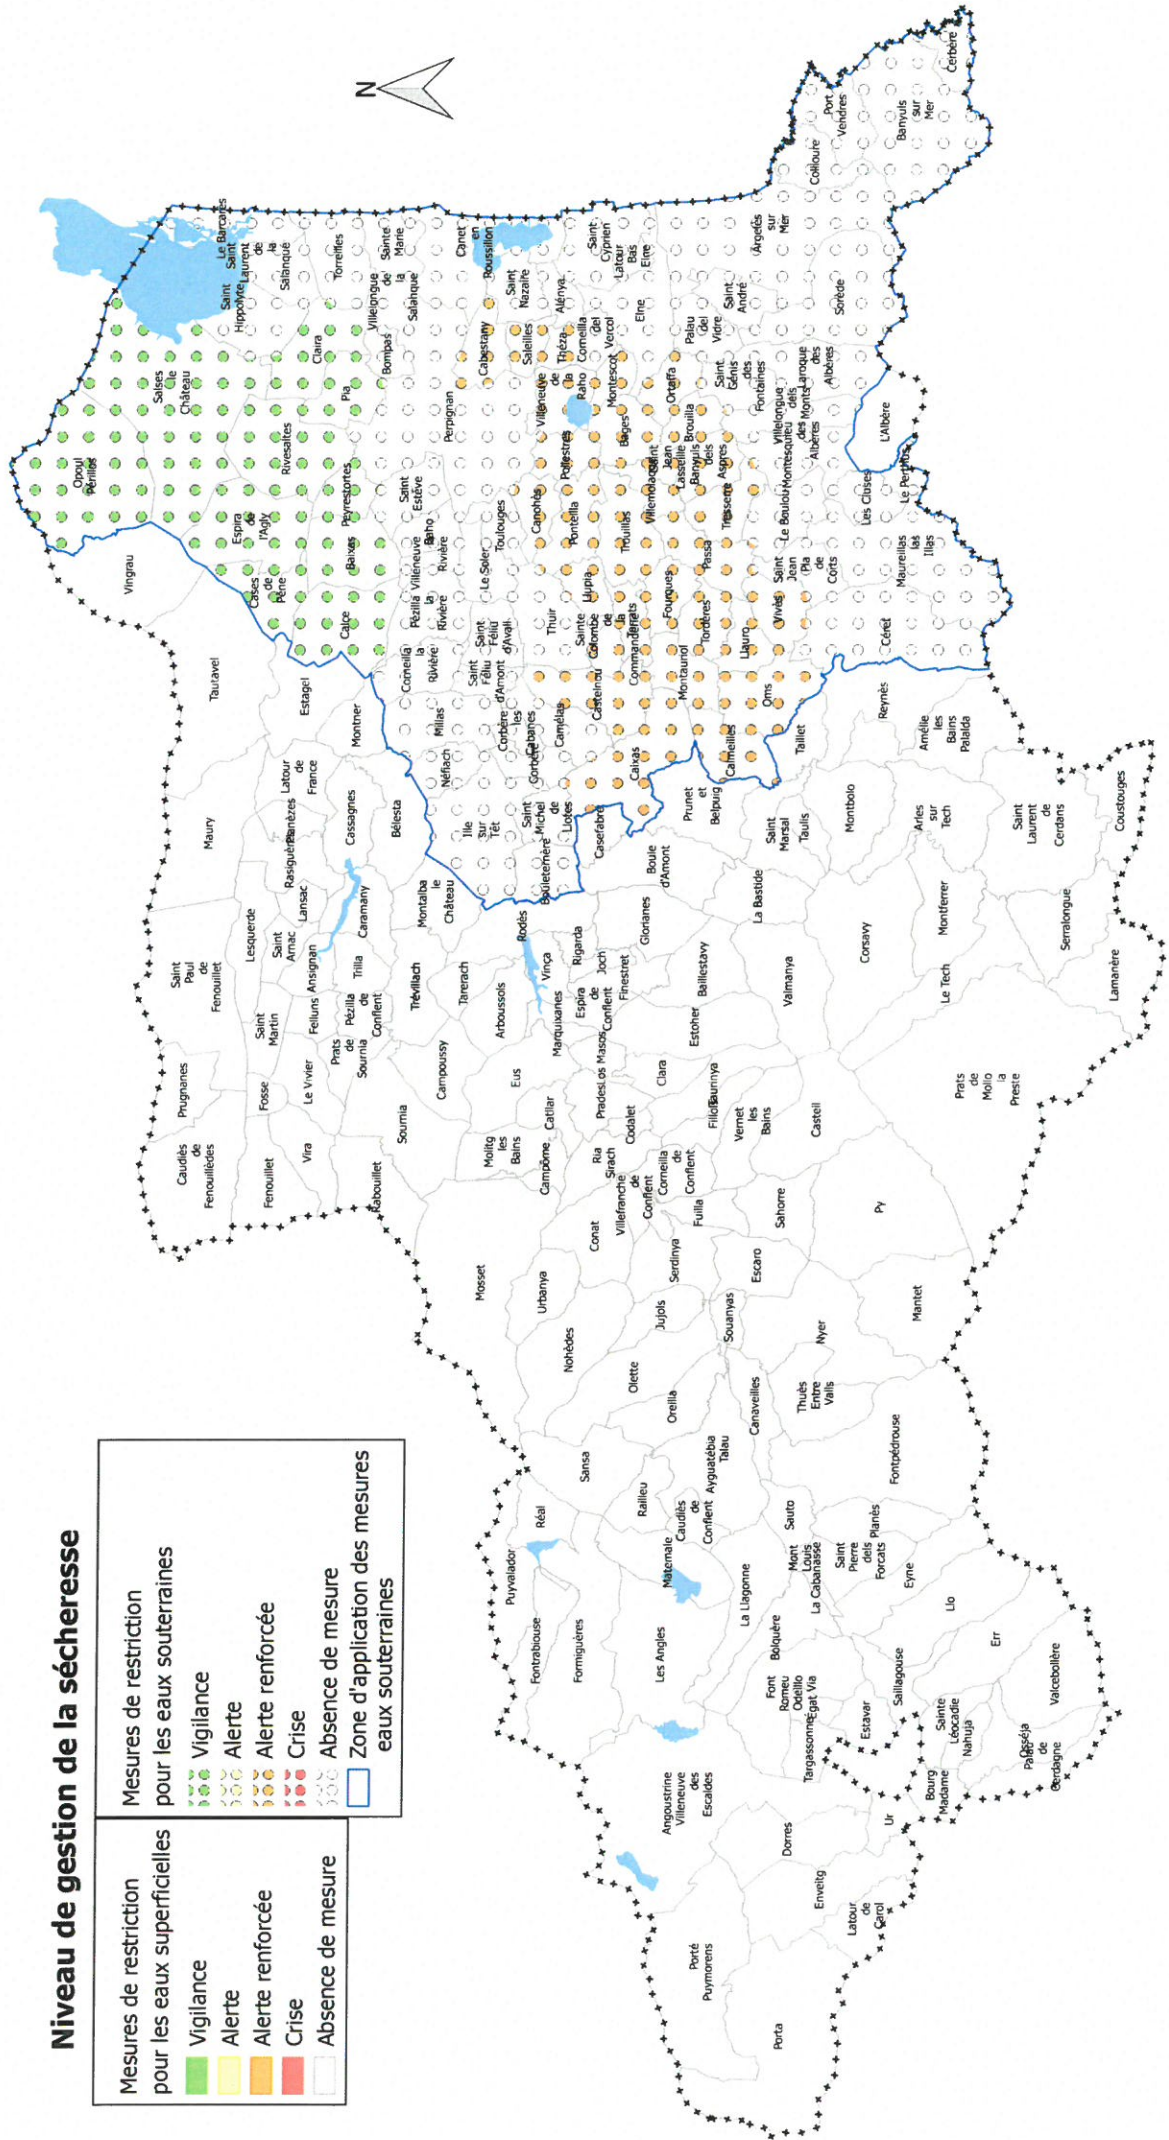 Niveau de gestion de la sécheresse
Mesures de restriction
pour les eaux superficielles
Vigilance
Alerte
Alerte renforcée
Crise
Absence de mesure
Mesures de restriction
pour les eaux souterraines
Vigilance
Alerte
Alerte renforcée
Crise
Absence de mesure
Zone d'application des mesures
eaux souterraines
N
Opoul
Périllos
Vingrau
Salses
le
Château
Le Barcarès
Saint
Laurent
de
la
Salanque
Saint
Hippolyte
Rivesaltes
Espira
de
l'Agly
Cases
de
Pène
Tautavel
Estagel
Claira
Torreilles
Pia
Peyrestortes
Baixas
Calce
Montner
Villelongue
de
la
Salanque
Sainte
Marie
Bompas
Perpignan
Saint
Estève
Villeneuve
la
Rivière
Baho
Pézilla
la
Rivière
Corneilla
la
Rivière
Millas
Néfiach
Ille
sur
Têt
Canet
en
Roussillon
Cabestany
Saint
Nazaire
Saleilles
Toulouges
Le Soler
Saint
Féliu
d'Avall
Saint
Féliu
d'Amont
Corbère
les
Cabanes
Corbère
Saint
Michel
de
Llotes
Bouleternère
Alénya
Théza
Corneilla
del
Vercol
Villeneuve
de
la
Raho
Pollestres
Canohès
Ponteilla
Thuir
Camélas
Saint
Cyprien
Latour
Bas
Elne
Elne
Montescot
Bages
Trouillas
Llupia
Sainte
Colombe
de
la
Commanderie
Terrats
Castelnou
Caixas
Casefabre
Palau
del
Vidre
Ortaffa
Brouilla
Saint
Jean
Lasseille
Banyuls
dels
Aspres
Villemolaque
Tresserre
Passa
Fourques
Tordères
Montauriol
Llauro
Calmeilles
Oms
Prunet
et
Belpuig
Argelès
sur
Mer
Saint
André
Saint
Génis
des
Fontaines
Sorède
Laroque
des
Albères
Villelongue
dels
Monts
Montesquieu
des
Albères
Le Boulou
Saint
Jean
Pla
de
Corts
Vivès
Céret
Maureillas
las
Illas
Les Cluses
Le Perthus
L'Albère
Collioure
Port
Vendres
Banyuls
sur
Mer
Cerbère
Maury
Latour
de
France
Planèzes
Rasiguères
Cassagnes
Bélesta
Lansac
Caramany
Montalba
le
Château
Lesquerde
Saint
Arnac
Ansignan
Trilla
Trévillach
Tarerach
Rodès
Saint
Paul
de
Fenouillet
Saint
Martin
Felluns
Pézilla
de
Conflent
Prats
de
Sournia
Campoussy
Arboussols
Marquixanes
Vinça
Rigarda
Joch
Finestret
Espira
de
Conflent
Glorianes
Boule
d'Amont
Prugnanes
Fosse
Le Vivier
Sournia
Eus
Catllar
Los Masos
Prades
Codalet
Clara
Estoher
Baillestavy
Caudiès
de
Fenouillèdes
Fenouillet
Vira
Rabouillet
Molitg
les
Bains
Campôme
Ria
Sirach
Villefranche
de
Conflent
Corneilla
de
Conflent
Fillols
Taurinya
Vernet
les
Bains
Casteil
Valmanya
La Bastide
Saint
Marsal
Taulis
Taillet
Reynès
Montbolo
Amélie
les
Bains
Palalda
Arles
sur
Tech
Corsavy
Montferrer
Le Tech
Saint
Laurent
de
Cerdans
Coustouges
Serralongue
Lamanère
Prats
de
Mollo
la
Preste
Mosset
Urbanya
Nohèdes
Conat
Serdinya
Fuilla
Sahorre
Py
Escaro
Jujols
Souanyas
Olette
Oreilla
Nyer
Mantet
Thuès
Entre
Valls
Canaveilles
Ayguatébia
Talau
Sansa
Railleu
Caudiès
de
Conflent
Réal
Puyvalador
Fontrabiouse
Formiguères
Matemale
Les Angles
La Llagonne
Sauto
Mont
Louis
La Cabanasse
Saint
Pierre
dels
Forcats
Planès
Fontpédrouse
Eyne
Bolquère
Font
Romeu
Odeillo
Via
Egat
Targassonne
Estavar
Saillagouse
Llo
Err
Sainte
Léocadie
Nahuja
Valcebollère
Osséja
Palau
de
Cerdagne
Bourg
Madame
Ur
Angoustrine
Villeneuve
des
Escaldes
Dorres
Enveitg
Latour
de
Carol
Porté
Puymorens
Porta